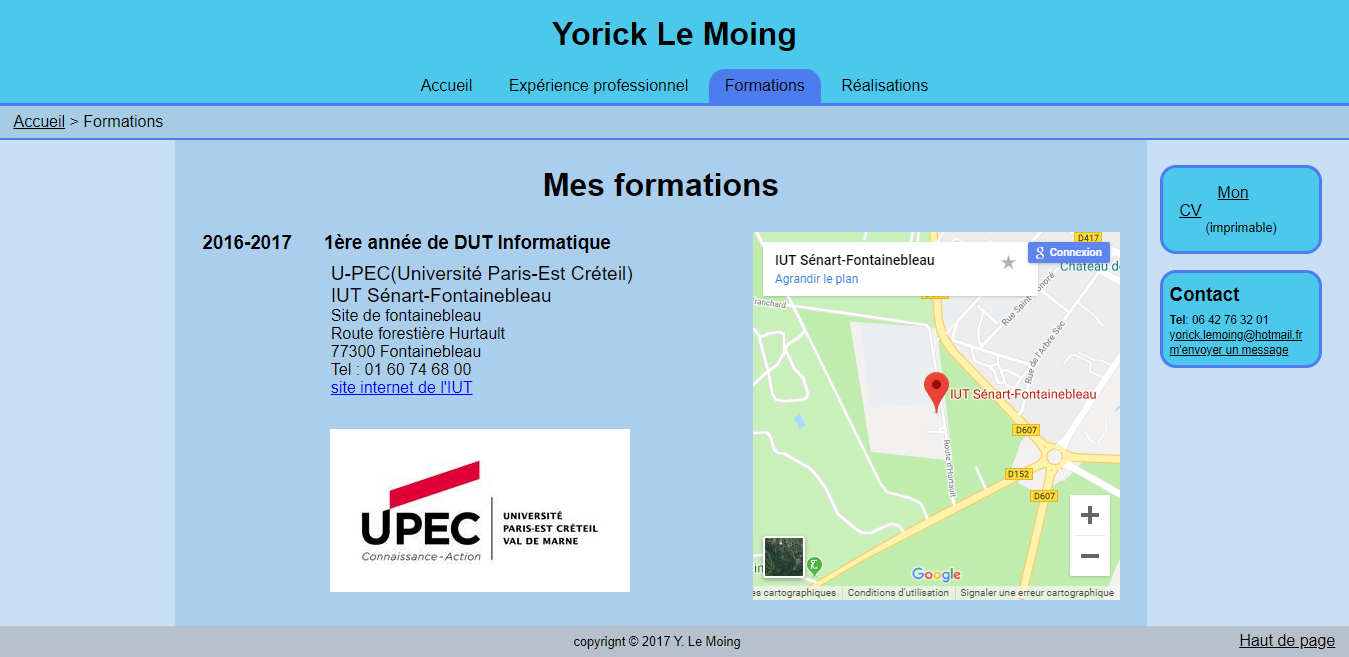 Yorick Le Moing
Accueil Expérience professionnel Formations Réalisations
Accueil > Formations
Mes formations
2016-2017 1ère année de DUT Informatique
U-PEC(Université Paris-Est Créteil)
IUT Sénart-Fontainebleau
Site de fontainebleau
Route forestière Hurtault
77300 Fontainebleau
Tel : 01 60 74 68 00
site internet de l'IUT
UPEC
Connaissance - Action
UNIVERSITÉ
PARIS-EST CRÉTEIL
VAL DE MARNE
IUT Sénart-Fontainebleau
Agrandir le plan
Connexion
D417
Château d
Rue Saint-Honoré
Rue de l'Arbre Sec
ranchard
IUT Sénart-Fontainebleau
D607
Route d'Hurtault
D152
D607
Google
es cartographiques Conditions d'utilisation Signaler une erreur cartographique
Mon
CV
(imprimable)
Contact
Tel: 06 42 76 32 01
yorick.lemoing@hotmail.fr
m'envoyer un message
copyrignt © 2017 Y. Le Moing
Haut de page